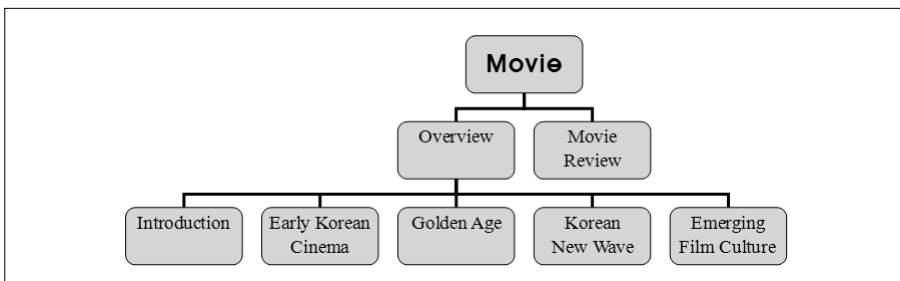 Movie
Overview
Movie
Review
Introduction
Early Korean
Cinema
Golden Age
Korean
New Wave
Emerging
Film Culture